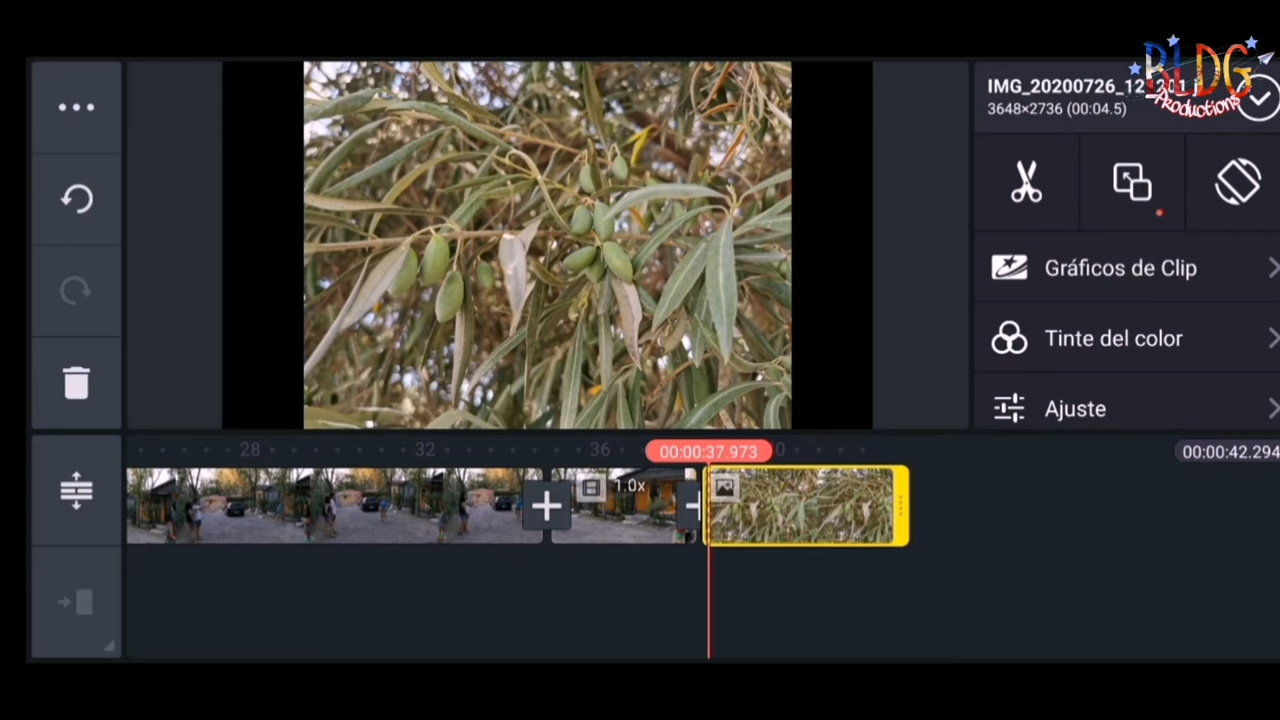 BLDG
Productions
IMG_20200726_12
3648×2736 (00:04.5)
Gráficos de Clip
Tinte del color
Ajuste
28
32
36
00:00:37.973
0
00:00:42.294
1.0x